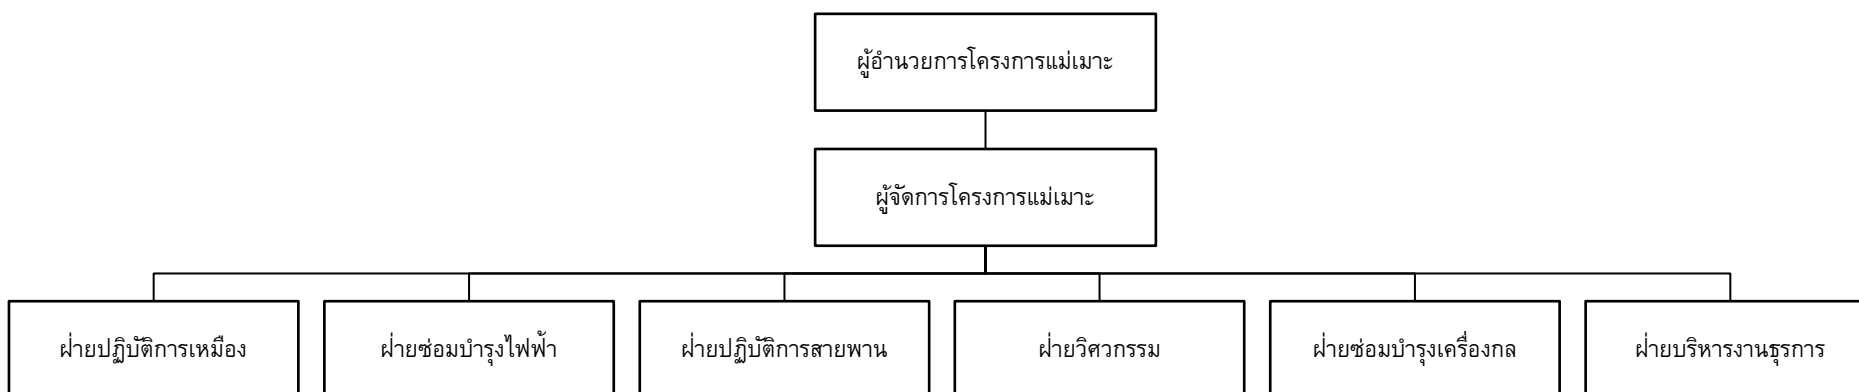 ผู้อำนวยการโครงการแม่เมาะ
ผู้จัดการโครงการแม่เมาะ
ฝ่ายปฏิบัติการเหมือง
ฝ่ายซ่อมบำรุงไฟฟ้า
ฝ่ายปฏิบัติการสายพาน
ฝ่ายวิศวกรรม
ฝ่ายซ่อมบำรุงเครื่องกล
ฝ่ายบริหารงานธุรการ